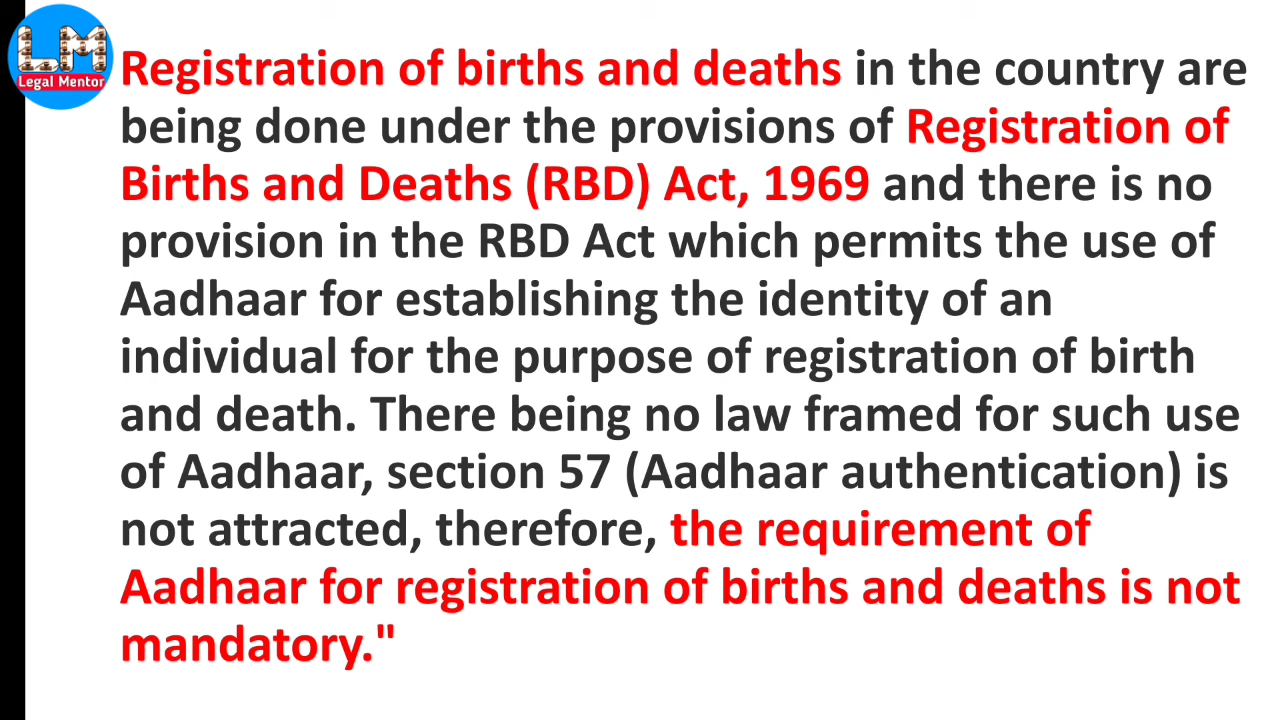 LM
Legal Mentor
Registration of births and deaths in the country are
being done under the provisions of Registration of
Births and Deaths (RBD) Act, 1969 and there is no
provision in the RBD Act which permits the use of
Aadhaar for establishing the identity of an
individual for the purpose of registration of birth
and death. There being no law framed for such use
of Aadhaar, section 57 (Aadhaar authentication) is
not attracted, therefore, the requirement of
Aadhaar for registration of births and deaths is not
mandatory."